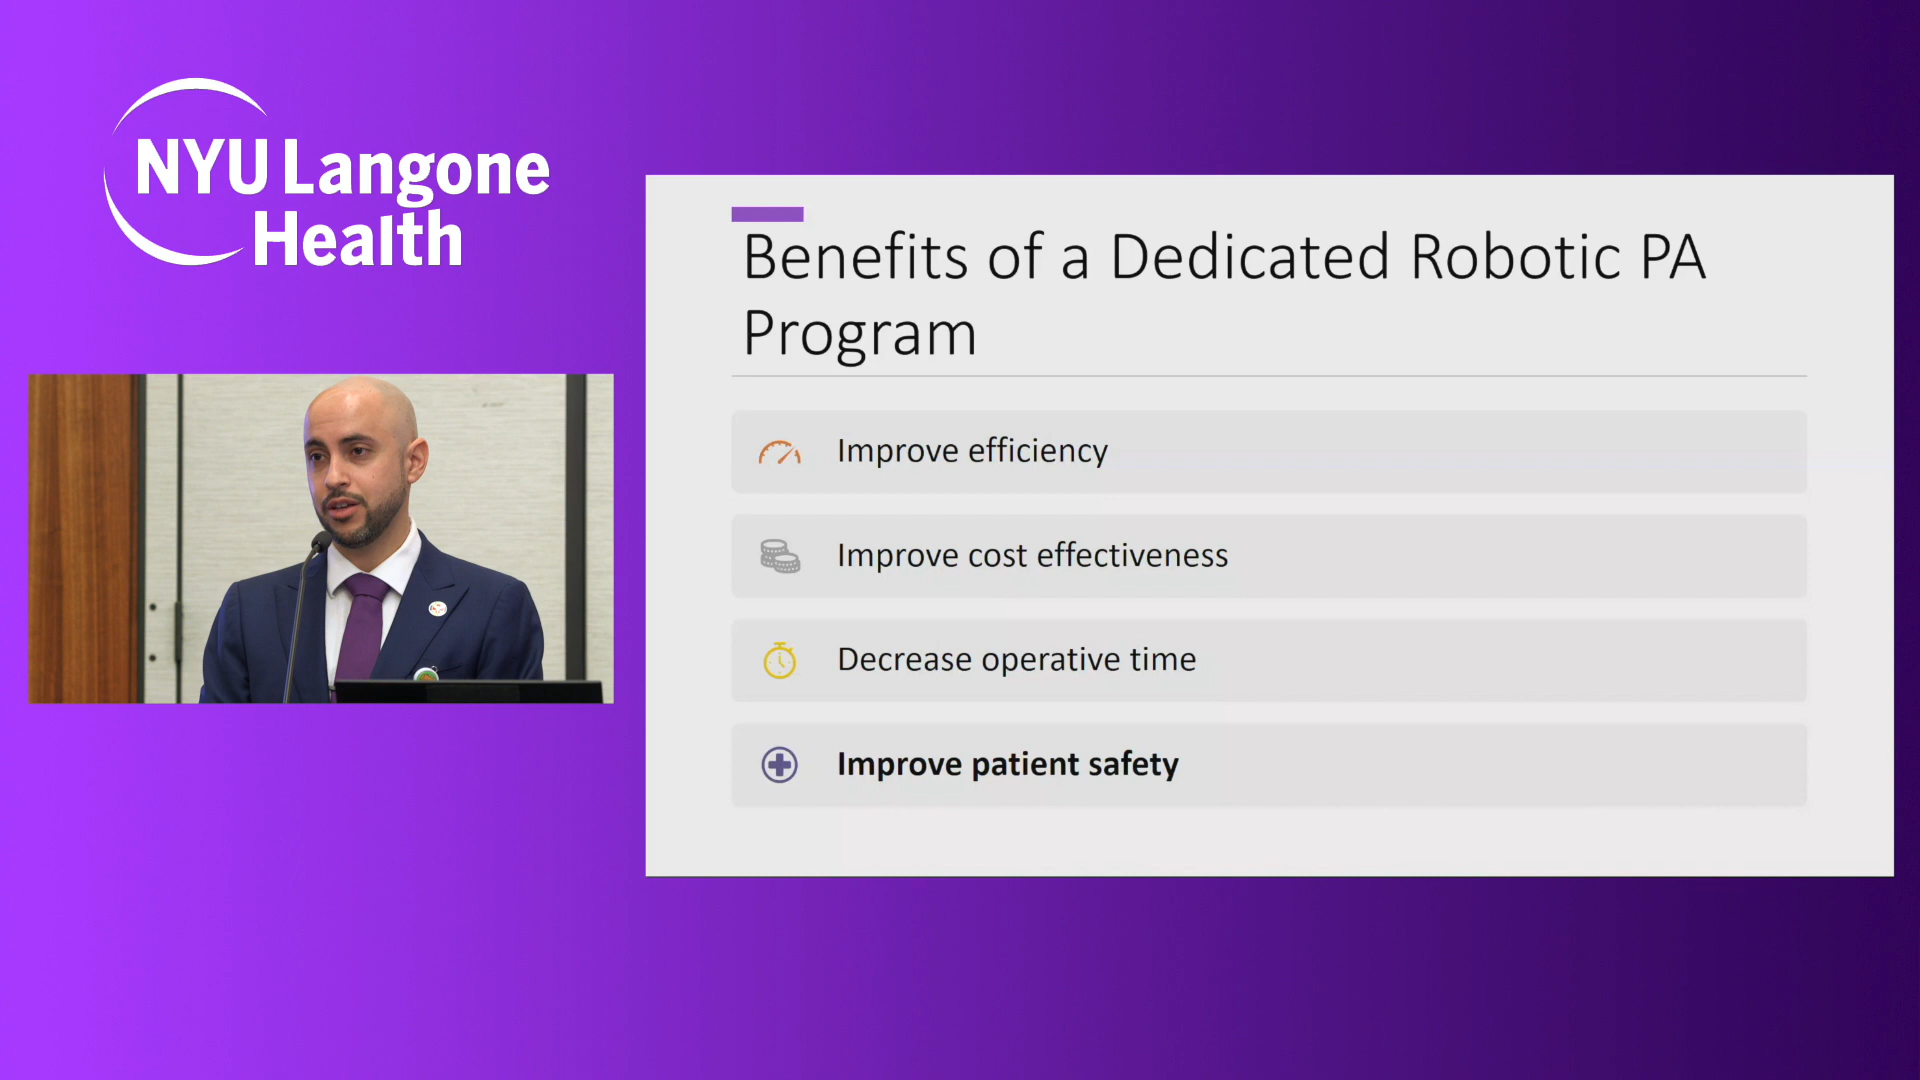 NYU Langone
Health
Benefits of a Dedicated Robotic PA
Program
Improve efficiency
Improve cost effectiveness
Decrease operative time
Improve patient safety